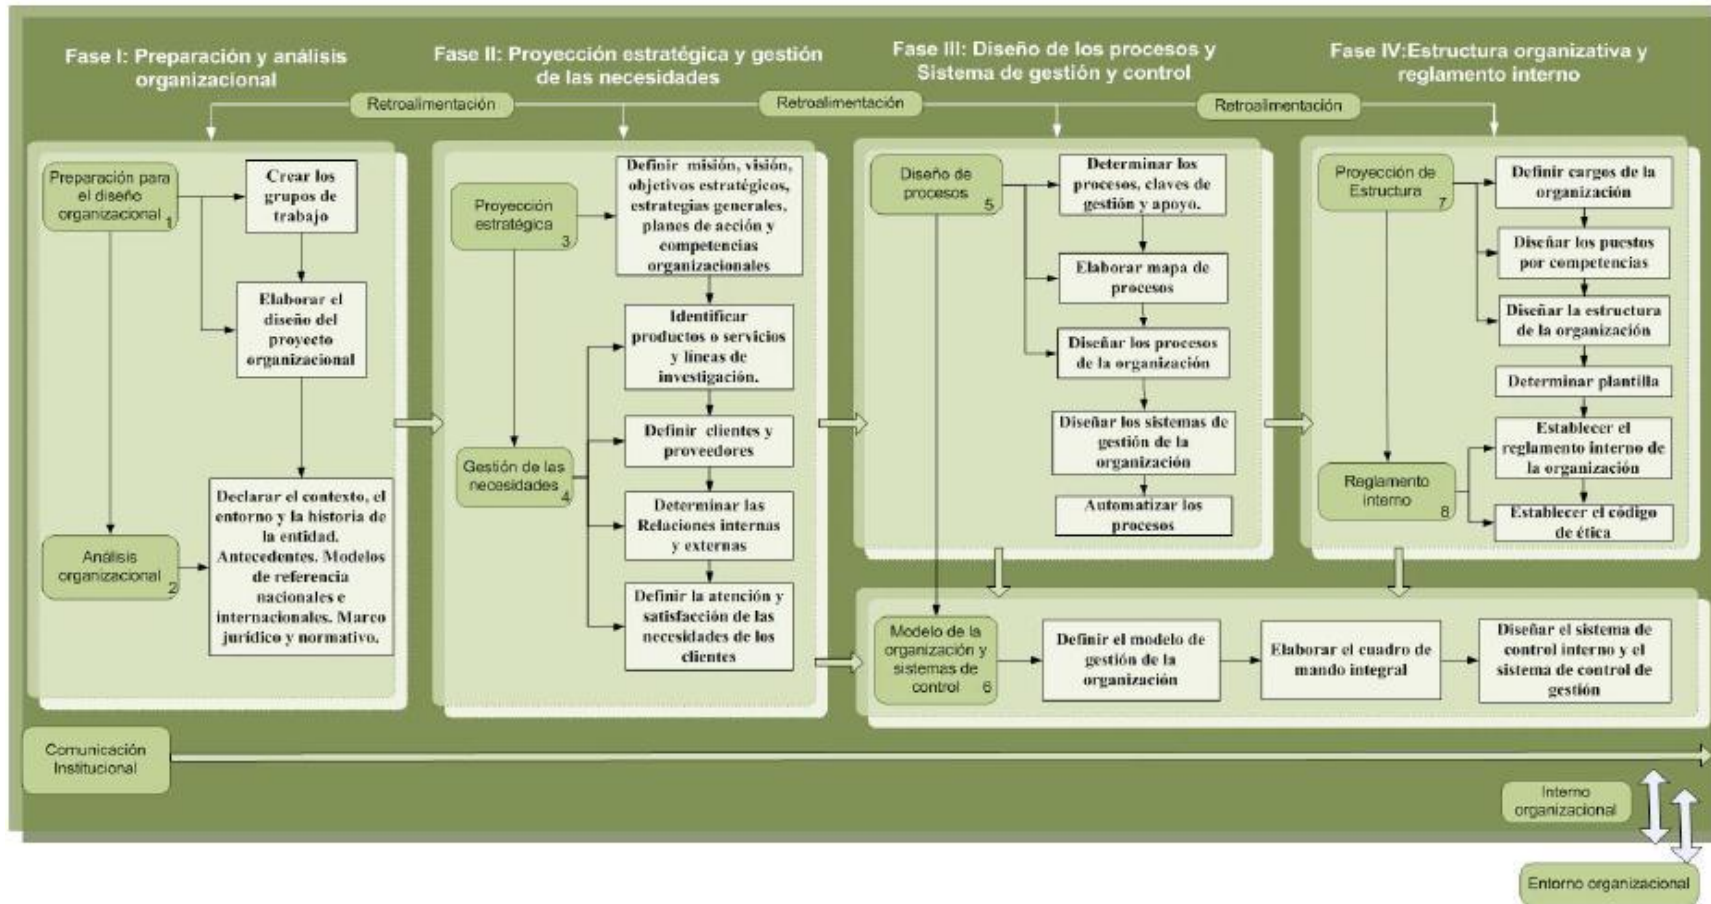 Fase I: Preparación y análisis
organizacional
Fase II: Proyección estratégica y gestión
de las necesidades
Fase III: Diseño de los procesos y
Sistema de gestión y control
Fase IV:Estructura organizativa y
reglamento interno
Retroalimentación
Retroalimentación
Retroalimentación
Preparación para
el diseño
organizacional
1
Crear los
grupos de
trabajo
Elaborar el
diseño del
proyecto
organizacional
Análisis
organizacional
2
Declarar el contexto, el
entorno y la historia de
la entidad.
Antecedentes. Modelos
de referencia
nacionales e
internacionales. Marco
jurídico y normativo.
Proyección
estratégica
3
Definir misión, visión,
objetivos estratégicos,
estrategias generales,
planes de acción y
competencias
organizacionales
Identificar
productos o servicios
y líneas de
investigación.
Gestión de las
necesidades
4
Definir clientes y
proveedores
Determinar las
Relaciones internas
y externas
Definir la atención y
satisfacción de las
necesidades de los
clientes
Diseño de
procesos
5
Determinar los
procesos, claves de
gestión y apoyo.
Elaborar mapa de
procesos
Diseñar los procesos
de la organización
Diseñar los sistemas de
gestión de la
organización
Automatizar los
procesos
Proyección de
Estructura
7
Definir cargos de la
organización
Diseñar los puestos
por competencias
Diseñar la estructura
de la organización
Determinar plantilla
Reglamento
interno
8
Establecer el
reglamento interno de
la organización
Establecer el código
de ética
Modelo de la
organización y
sistemas de
control
6
Definir el modelo de
gestión de la
organización
Elaborar el cuadro de
mando integral
Diseñar el sistema de
control interno y el
sistema de control de
gestión
Comunicación
Institucional
Interno
organizacional
Entorno organizacional